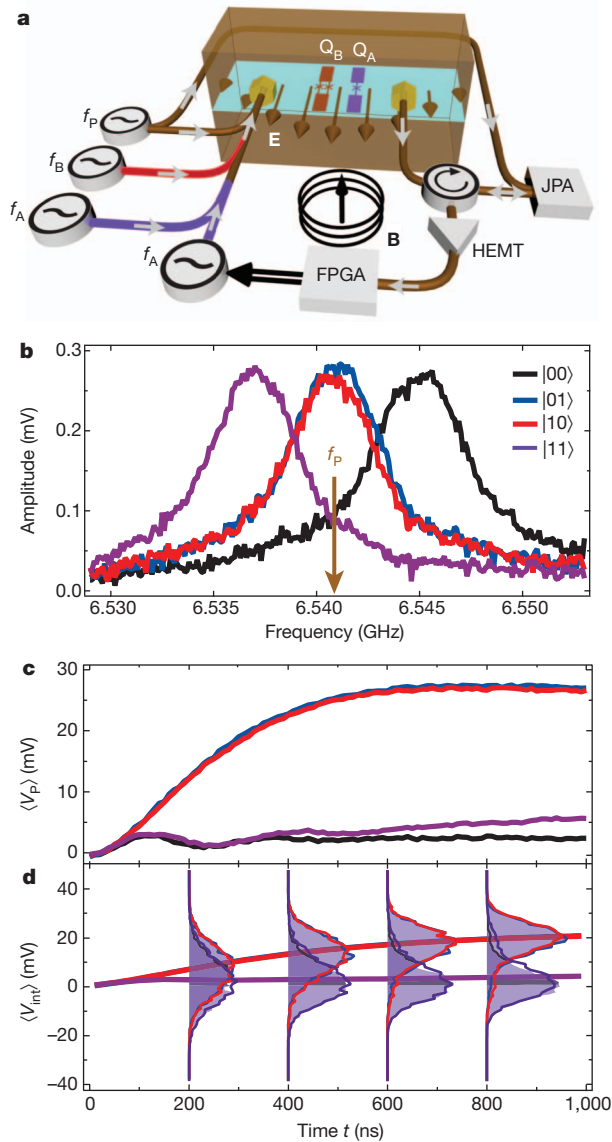 a
Q_B Q_A
f_P
f_B
E
f_A
JPA
B
HEMT
f_A
FPGA
b
0.3
|00⟩
|01⟩
0.2
|10⟩
f_P
|11⟩
Amplitude (mV)
0.1
0.0
6.530 6.535 6.540 6.545 6.550
Frequency (GHz)
c
30
20
⟨V_P⟩ (mV)
10
0
d
40
20
⟨V_int⟩ (mV)
0
–20
–40
0 200 400 600 800 1,000
Time t (ns)